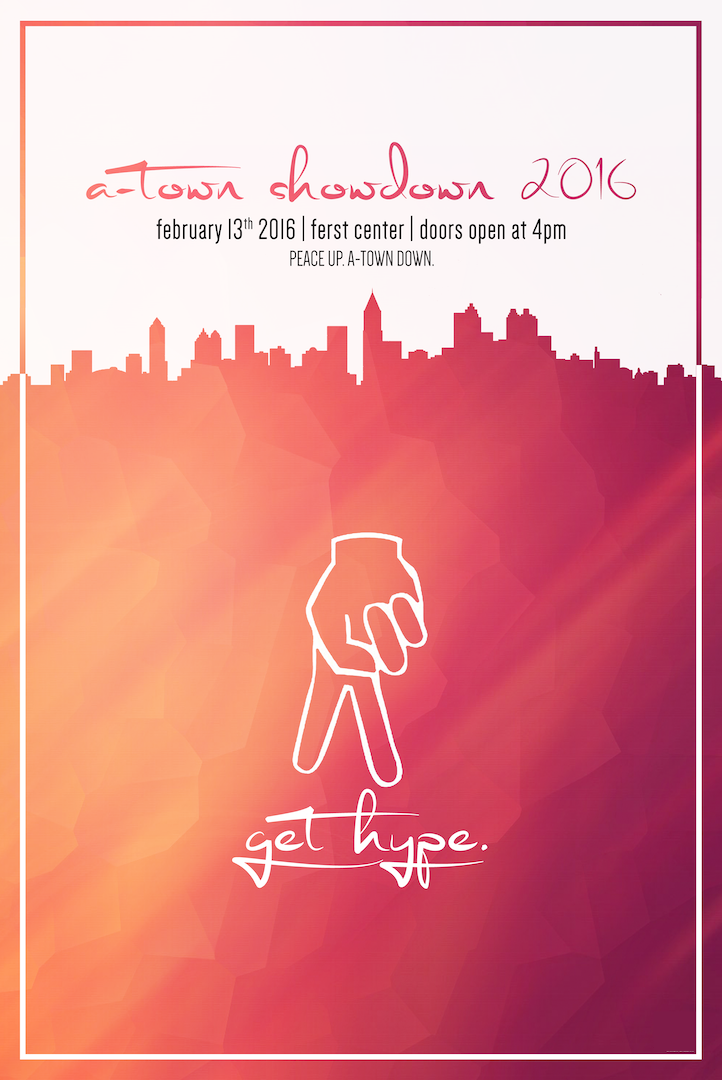 a-town showdown 2016
february 13th 2016 | ferst center | doors open at 4pm
PEACE UP. A-TOWN DOWN.
get hype.